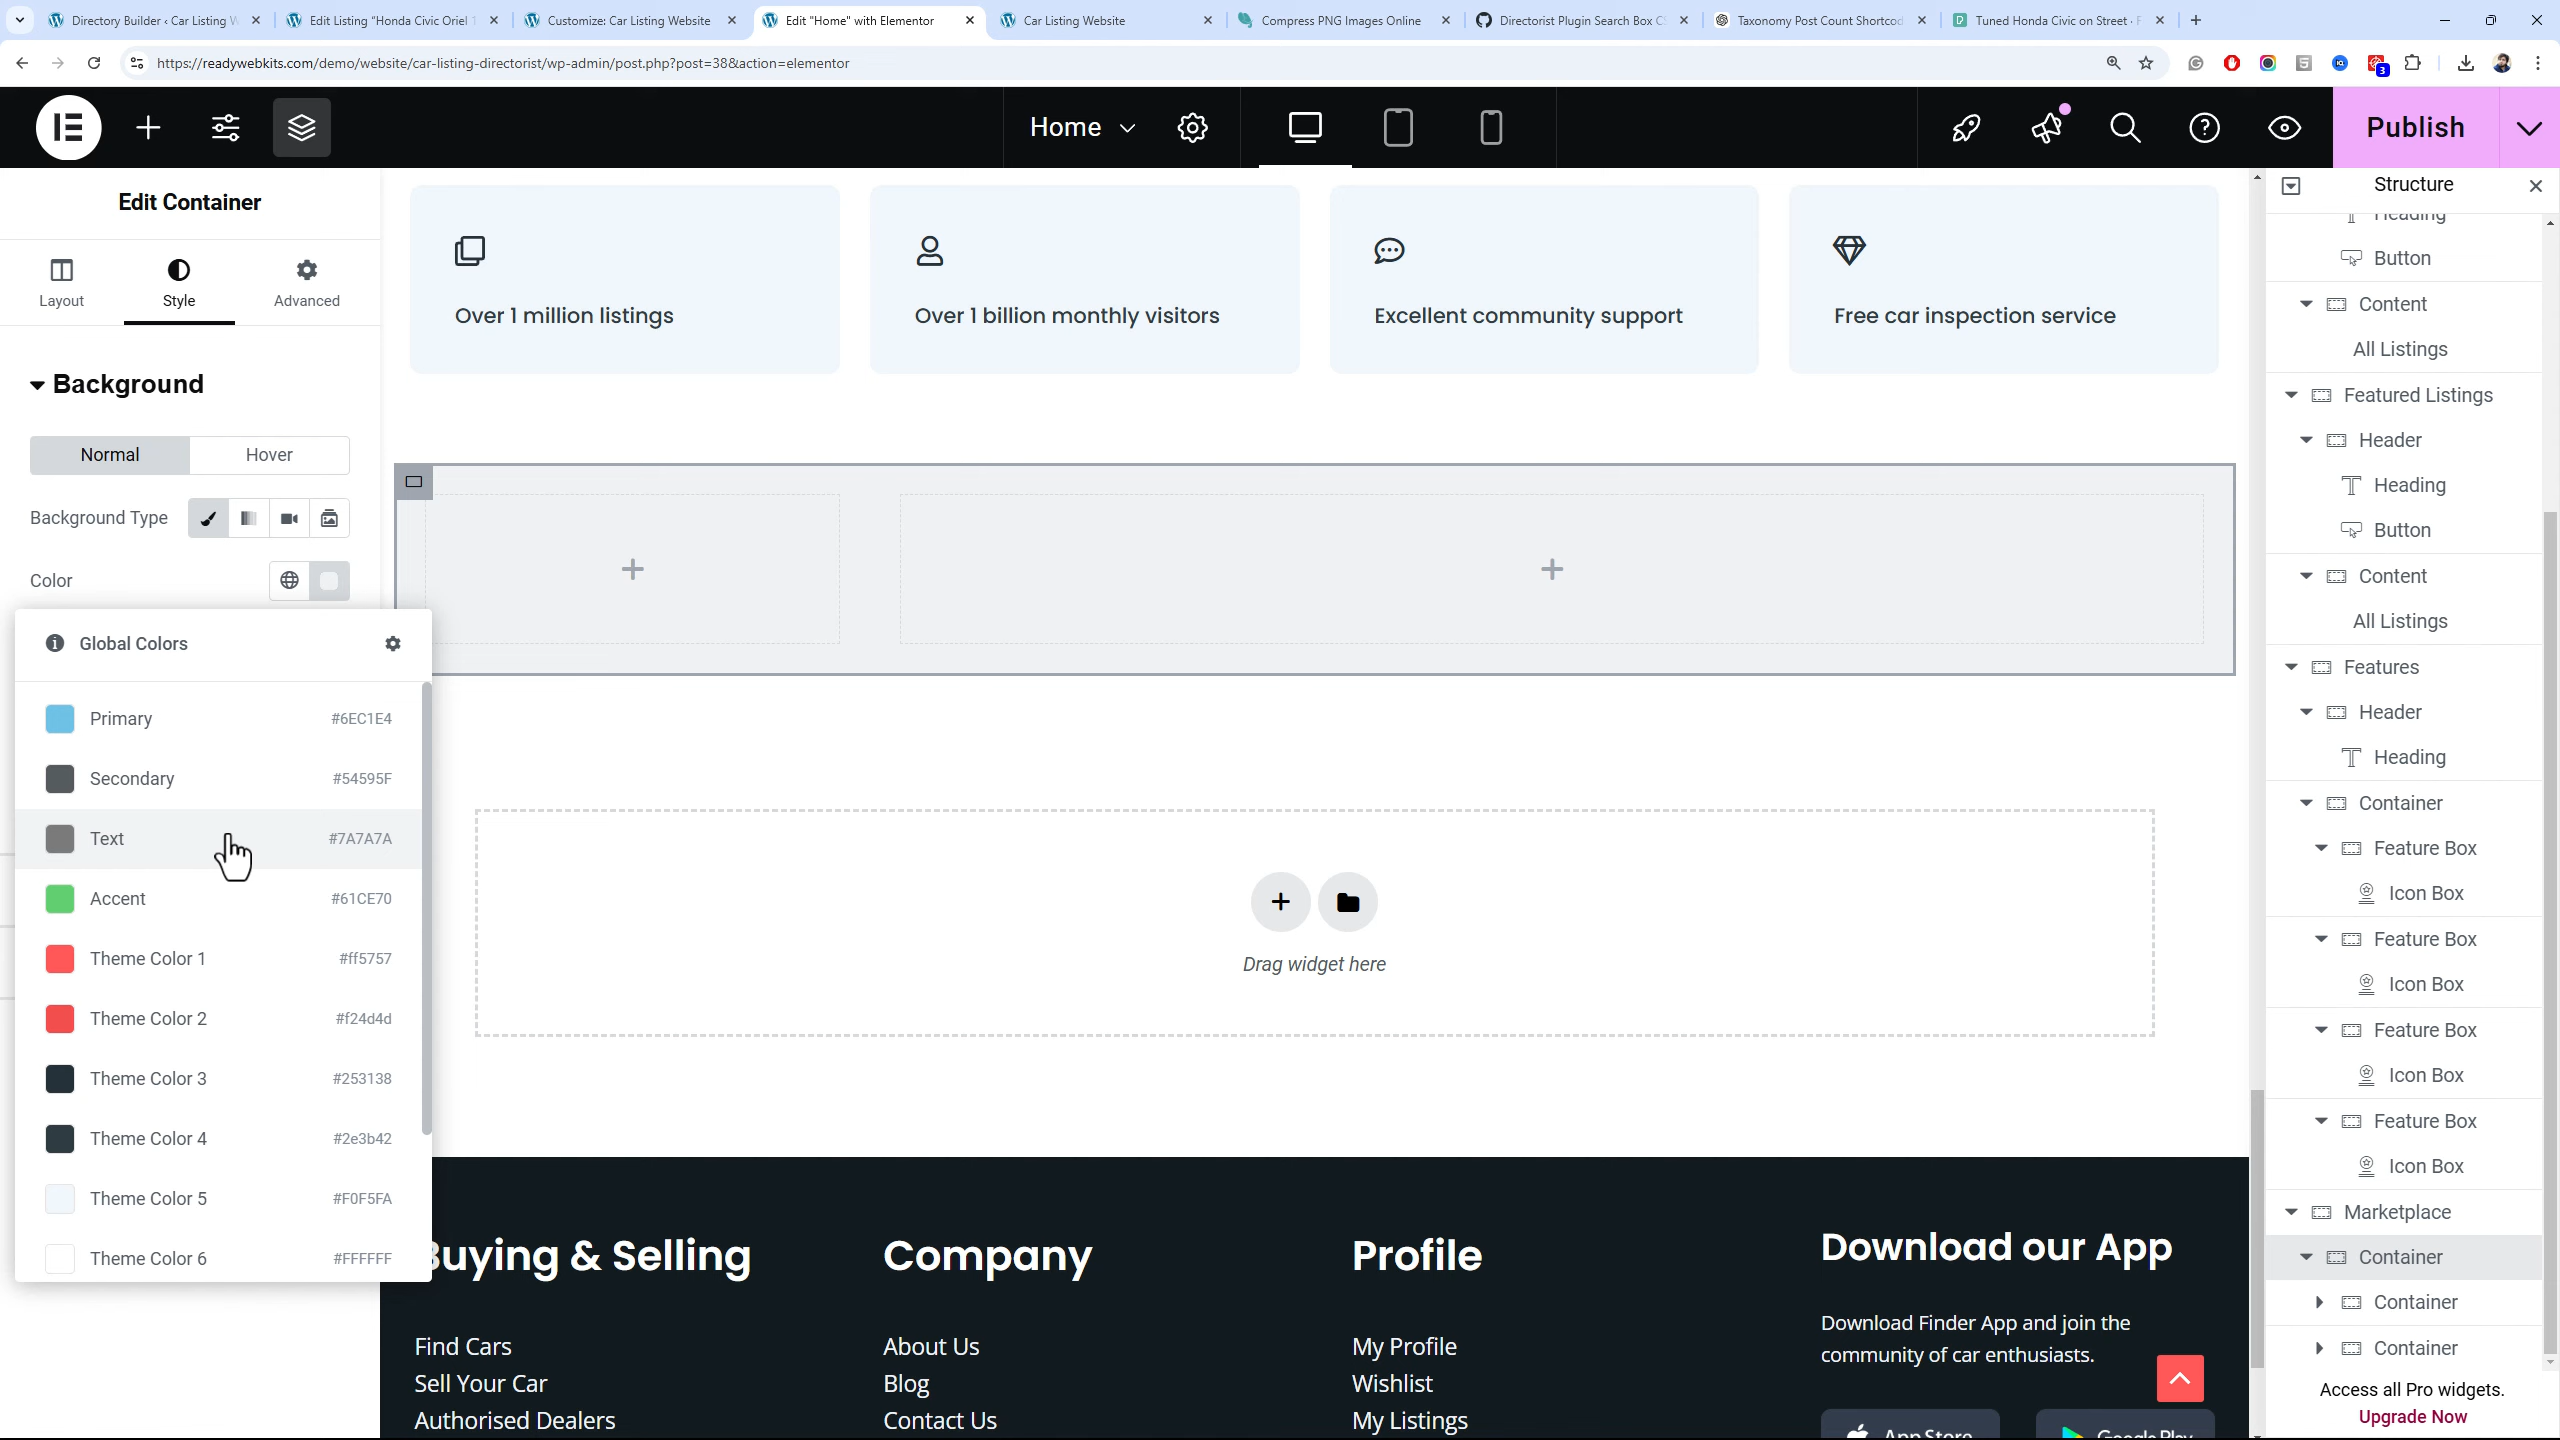 Directory Builder ‹ Car Listing W
Edit Listing "Honda Civic Oriel 1
Customize: Car Listing Website
Edit "Home" with Elementor
Car Listing Website
Compress PNG Images Online
Directorist Plugin Search Box CS
Taxonomy Post Count Shortcod
Tuned Honda Civic on Street · F
https://readywebkits.com/demo/website/car-listing-directorist/wp-admin/post.php?post=38&action=elementor
3
Home
Publish
Edit Container
Layout
Style
Advanced
Background
Normal
Hover
Background Type
Color
Global Colors
Primary #6EC1E4
Secondary #54595F
Text #7A7A7A
Accent #61CE70
Theme Color 1 #ff5757
Theme Color 2 #f24d4d
Theme Color 3 #253138
Theme Color 4 #2e3b42
Theme Color 5 #F0F5FA
Theme Color 6 #FFFFFF
Over 1 million listings
Over 1 billion monthly visitors
Excellent community support
Free car inspection service
Drag widget here
Buying & Selling
Find Cars
Sell Your Car
Authorised Dealers
Company
About Us
Blog
Contact Us
Profile
My Profile
Wishlist
My Listings
Download our App
Download Finder App and join the
community of car enthusiasts.
App Store
Google Play
Structure
Heading
Button
Content
All Listings
Featured Listings
Header
Heading
Button
Content
All Listings
Features
Header
Heading
Container
Feature Box
Icon Box
Feature Box
Icon Box
Feature Box
Icon Box
Feature Box
Icon Box
Marketplace
Container
Container
Container
Access all Pro widgets.
Upgrade Now